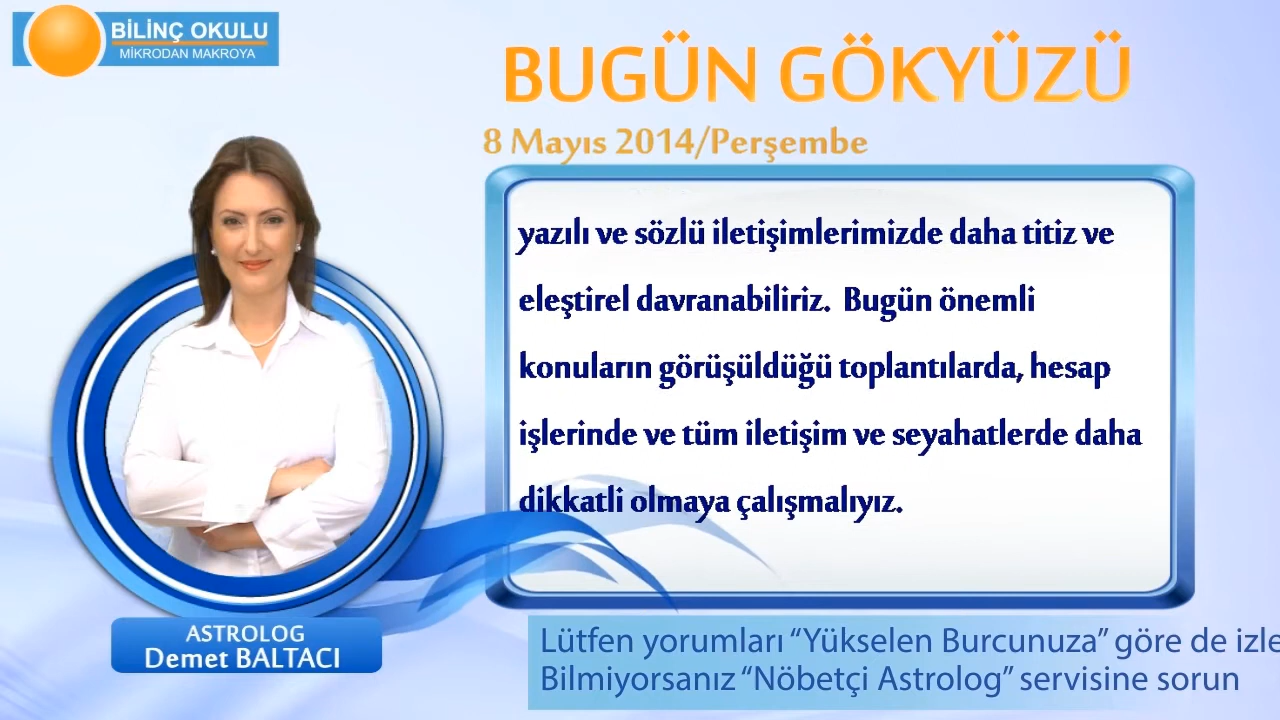 BİLİNÇ OKULU
MİKRODAN MAKROYA
BUGÜN GÖKYÜZÜ
8 Mayıs 2014/Perşembe
yazılı ve sözlü iletişimlerimizde daha titiz ve
eleştirel davranabiliriz. Bugün önemli
konuların görüşüldüğü toplantılarda, hesap
işlerinde ve tüm iletişim ve seyahatlerde daha
dikkatli olmaya çalışmalıyız.
ASTROLOG
Demet BALTACI
Lütfen yorumları “Yükselen Burcunuza” göre de izle
Bilmiyorsanız “Nöbetçi Astrolog” servisine sorun